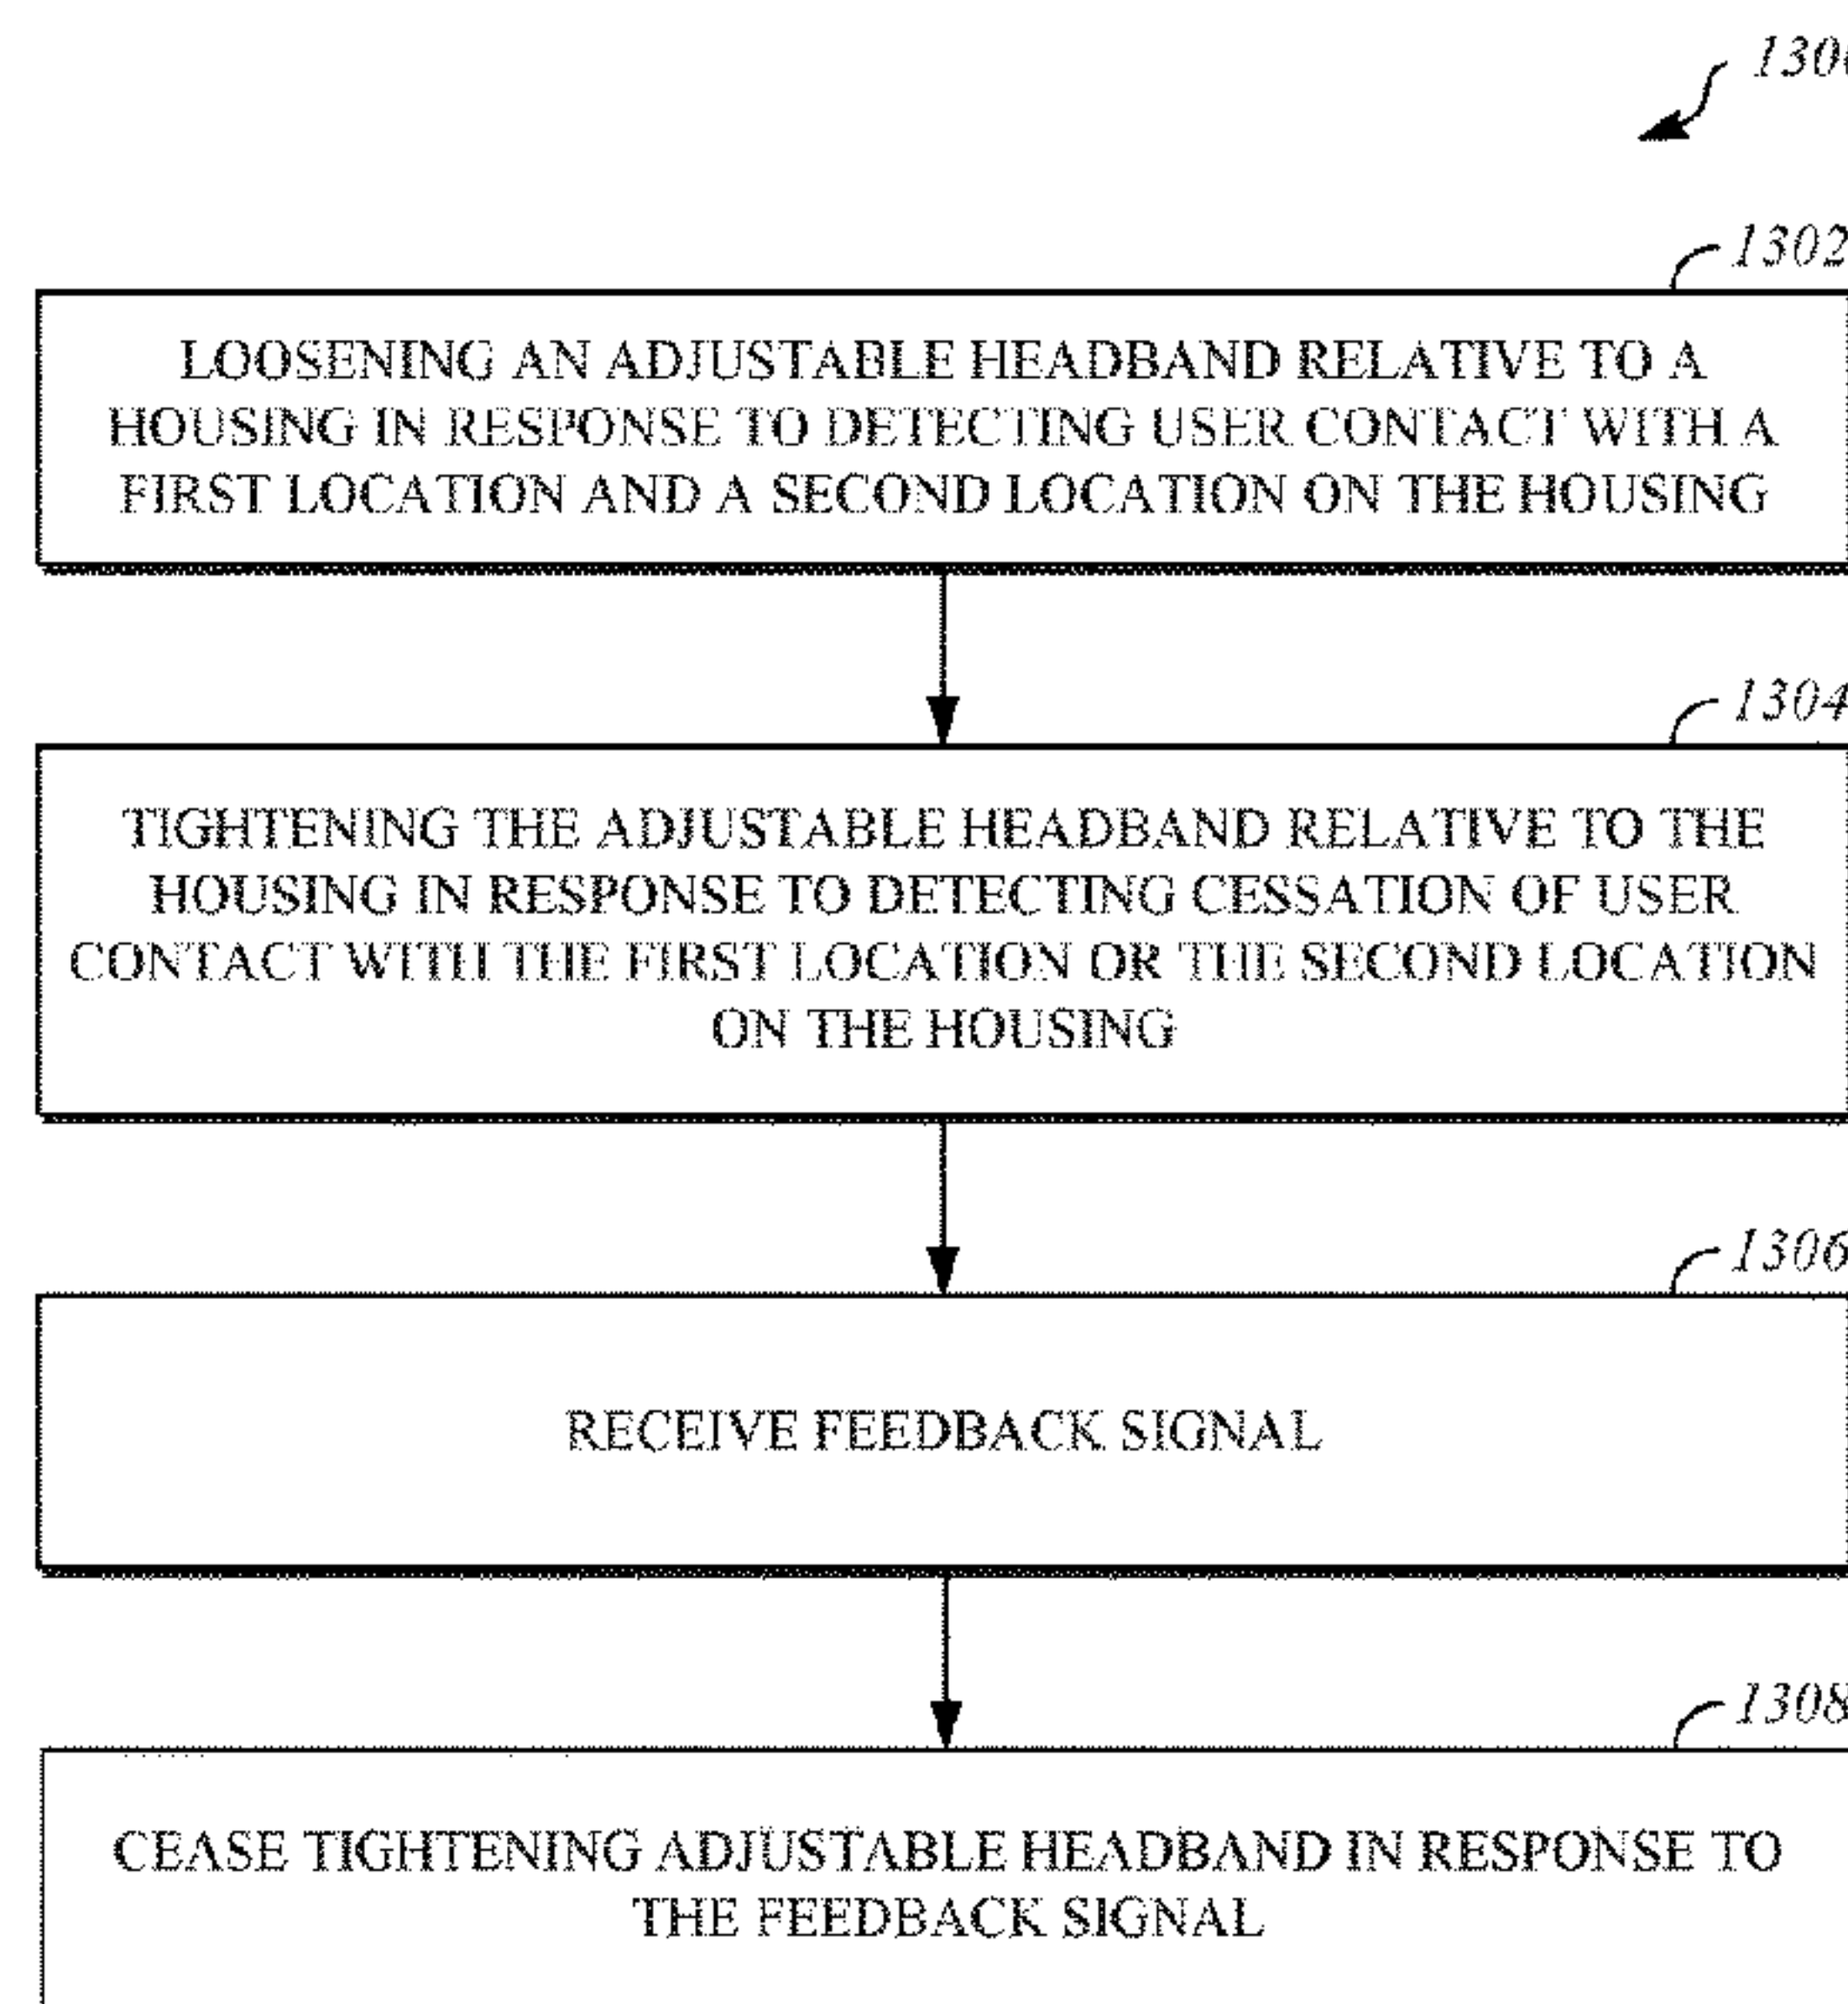 1300
1302
LOOSENING AN ADJUSTABLE HEADBAND RELATIVE TO A
HOUSING IN RESPONSE TO DETECTING USER CONTACT WITH A
FIRST LOCATION AND A SECOND LOCATION ON THE HOUSING
1304
TIGHTENING THE ADJUSTABLE HEADBAND RELATIVE TO THE
HOUSING IN RESPONSE TO DETECTING CESSATION OF USER
CONTACT WITH THE FIRST LOCATION OR THE SECOND LOCATION
ON THE HOUSING
1306
RECEIVE FEEDBACK SIGNAL
1308
CEASE TIGHTENING ADJUSTABLE HEADBAND IN RESPONSE TO
THE FEEDBACK SIGNAL